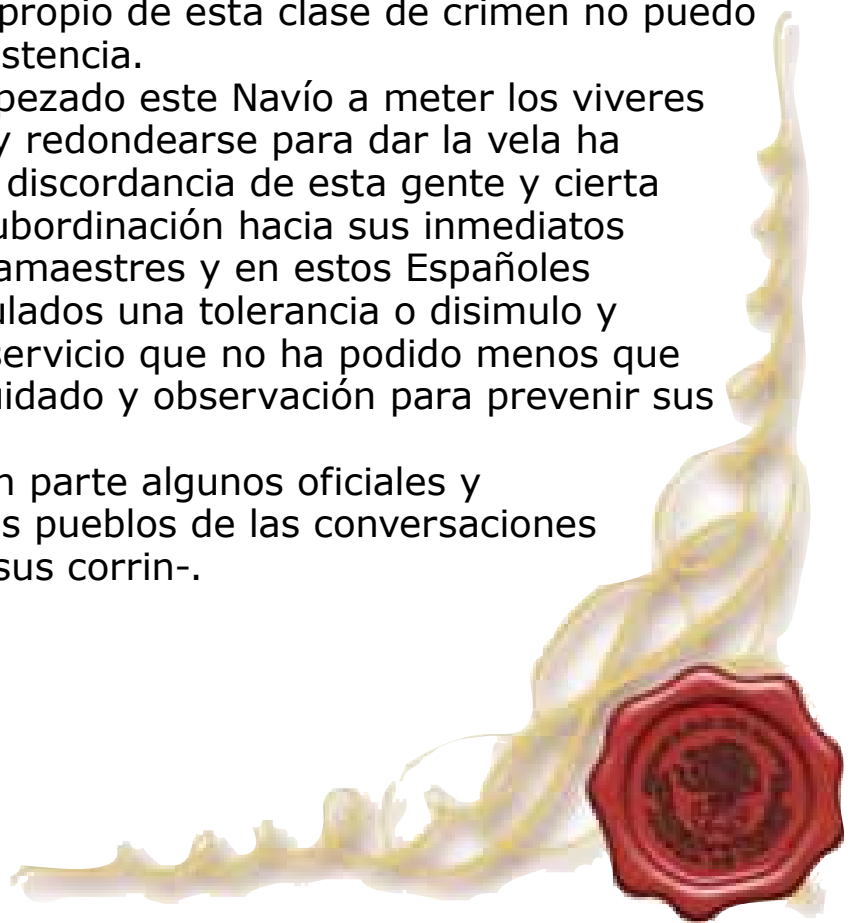 propio de esta clase de crimen no puedo
stencia.
pezado este Navío a meter los viveres
y redondearse para dar la vela ha
discordancia de esta gente y cierta
ubordinación hacia sus inmediatos
amaestres y en estos Españoles
ulados una tolerancia o disimulo y
servicio que no ha podido menos que
uidado y observación para prevenir sus
n parte algunos oficiales y
s pueblos de las conversaciones
sus corrin-.